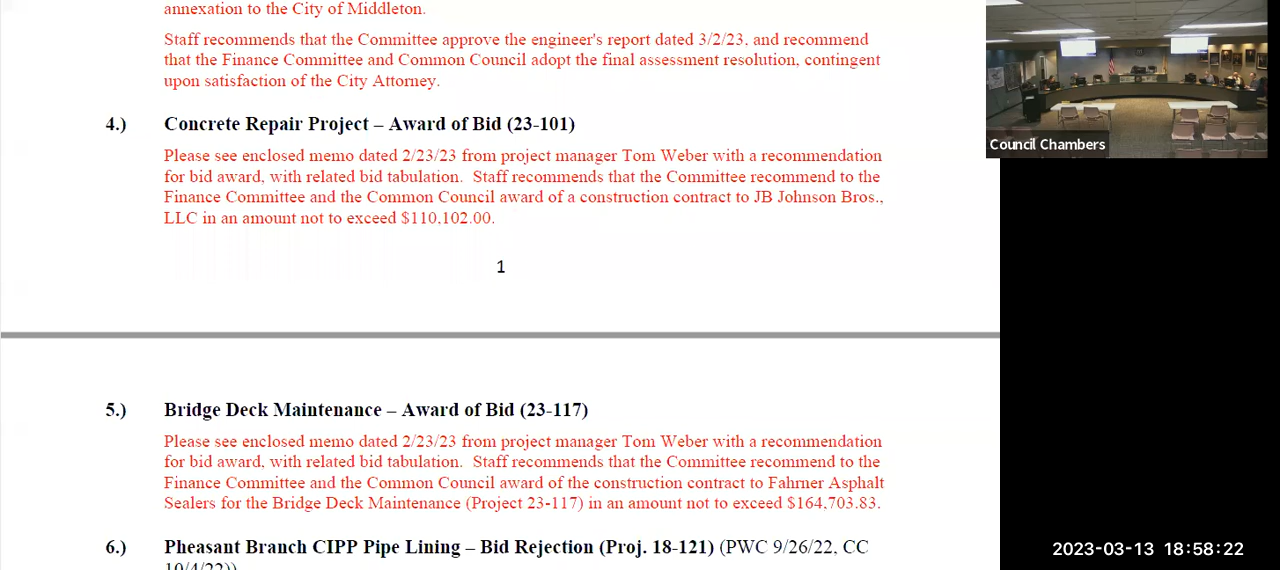 annexation to the City of Middleton.
Staff recommends that the Committee approve the engineer's report dated 3/2/23, and recommend
that the Finance Committee and Common Council adopt the final assessment resolution, contingent
upon satisfaction of the City Attorney.
4.) Concrete Repair Project – Award of Bid (23-101)
Please see enclosed memo dated 2/23/23 from project manager Tom Weber with a recommendation
for bid award, with related bid tabulation. Staff recommends that the Committee recommend to the
Finance Committee and the Common Council award of a construction contract to JB Johnson Bros.,
LLC in an amount not to exceed $110,102.00.
1
5.) Bridge Deck Maintenance – Award of Bid (23-117)
Please see enclosed memo dated 2/23/23 from project manager Tom Weber with a recommendation
for bid award, with related bid tabulation. Staff recommends that the Committee recommend to the
Finance Committee and the Common Council award of the construction contract to Fahrner Asphalt
Sealers for the Bridge Deck Maintenance (Project 23-117) in an amount not to exceed $164,703.83.
6.) Pheasant Branch CIPP Pipe Lining – Bid Rejection (Proj. 18-121) (PWC 9/26/22, CC
10/4/22))
Council Chambers
2023-03-13 18:58:22